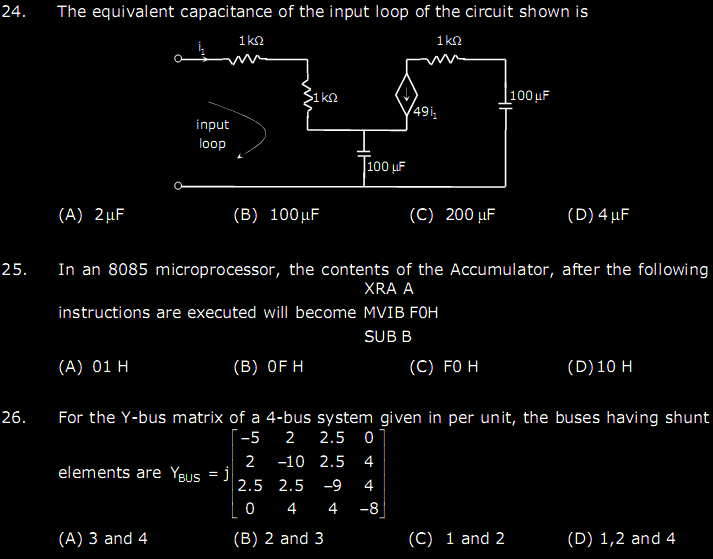 24. The equivalent capacitance of the input loop of the circuit shown is
i₁ 1kΩ 1kΩ
1kΩ 49i₁ 100µF
input
loop
100 µF
(A) 2µF (B) 100µF (C) 200 µF (D) 4 µF
25. In an 8085 microprocessor, the contents of the Accumulator, after the following
XRA A
instructions are executed will become MVIB F0H
SUB B
(A) 01 H (B) 0F H (C) F0 H (D) 10 H
26. For the Y-bus matrix of a 4-bus system given in per unit, the buses having shunt
−5 2 2.5 0
2 −10 2.5 4
elements are Y_BUS = j
2.5 2.5 −9 4
0 4 4 −8
(A) 3 and 4 (B) 2 and 3 (C) 1 and 2 (D) 1,2 and 4